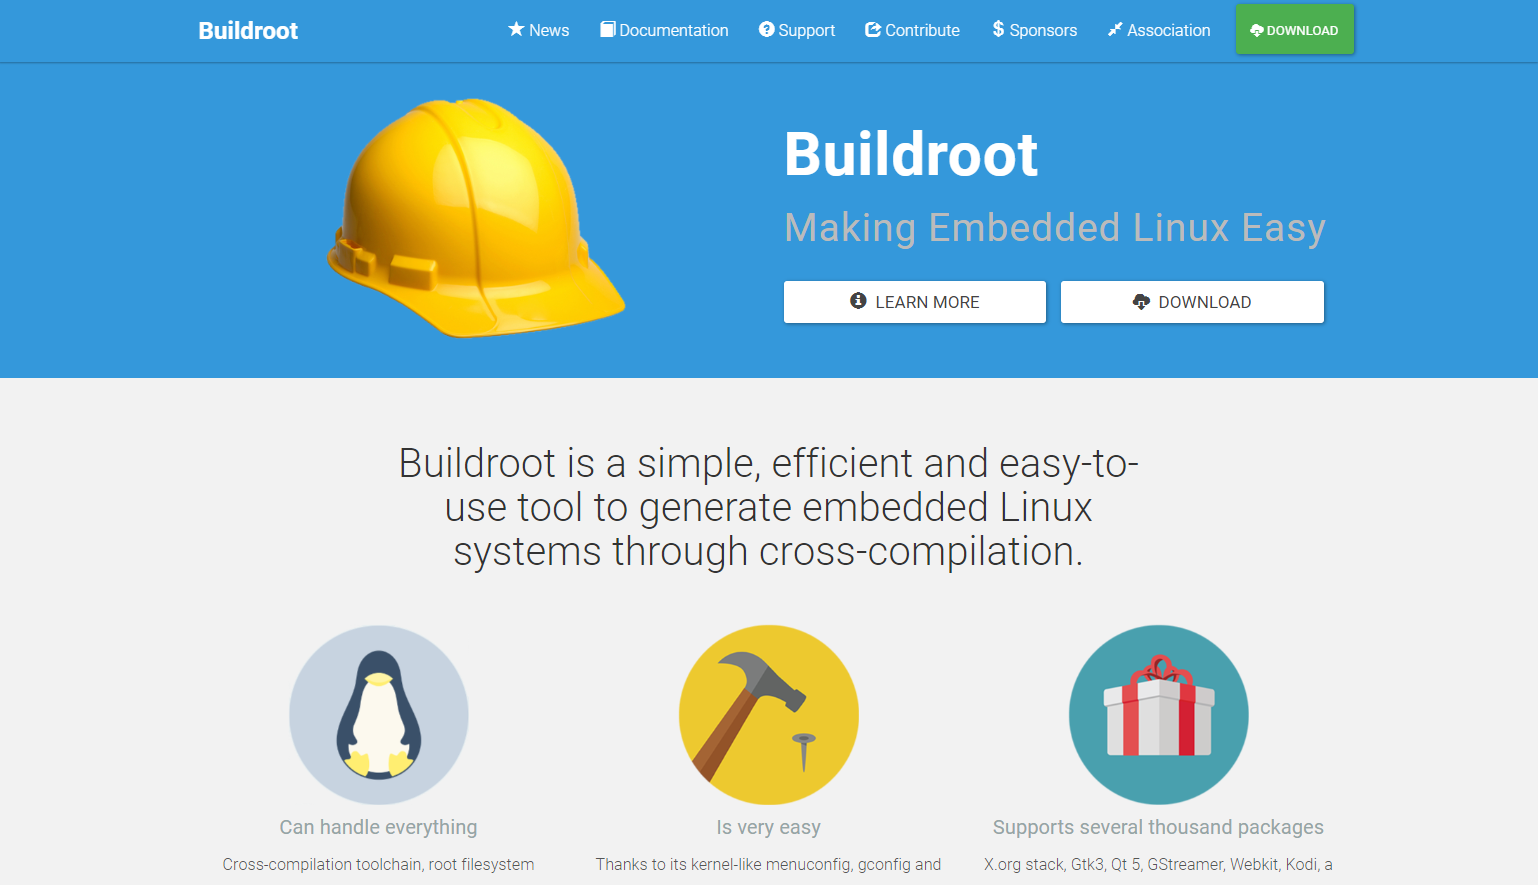 Buildroot
News
Documentation
Support
Contribute
Sponsors
Association
DOWNLOAD
Buildroot
Making Embedded Linux Easy
LEARN MORE
DOWNLOAD
Buildroot is a simple, efficient and easy-to-
use tool to generate embedded Linux
systems through cross-compilation.
Can handle everything
Cross-compilation toolchain, root filesystem
Is very easy
Thanks to its kernel-like menuconfig, gconfig and
Supports several thousand packages
X.org stack, Gtk3, Qt 5, GStreamer, Webkit, Kodi, a